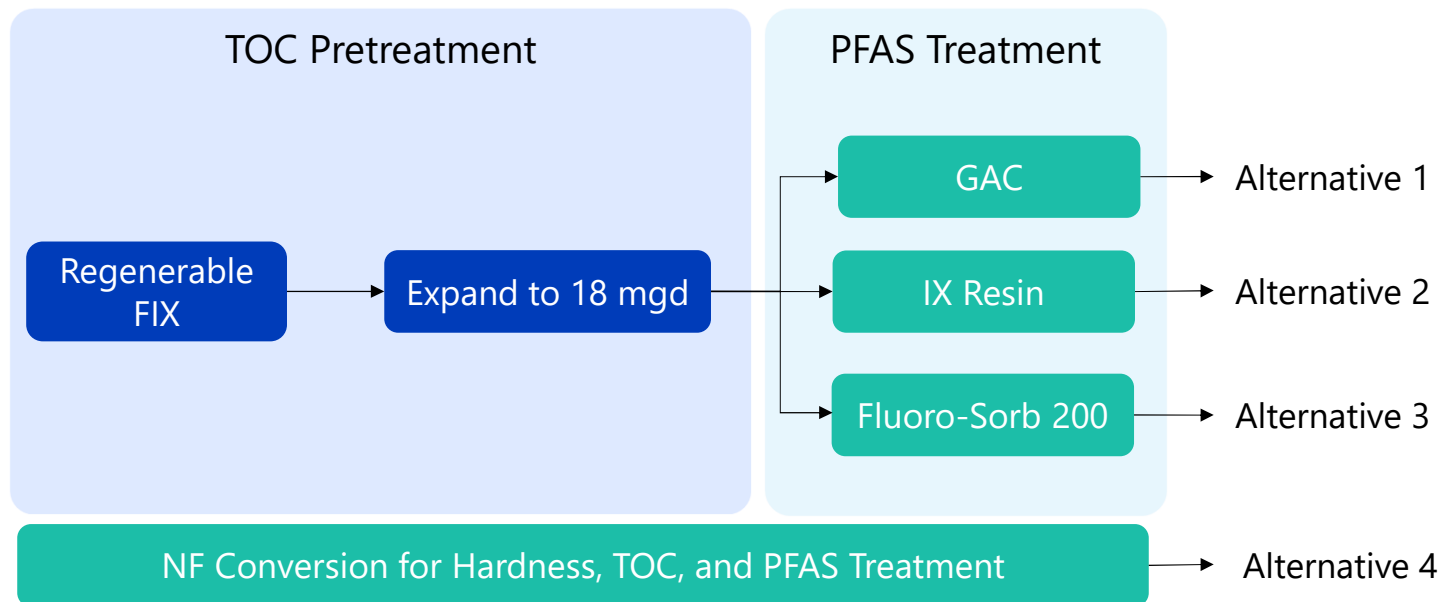 TOC Pretreatment
PFAS Treatment
Regenerable
FIX
Expand to 18 mgd
GAC
Alternative 1
IX Resin
Alternative 2
Fluoro-Sorb 200
Alternative 3
NF Conversion for Hardness, TOC, and PFAS Treatment
Alternative 4